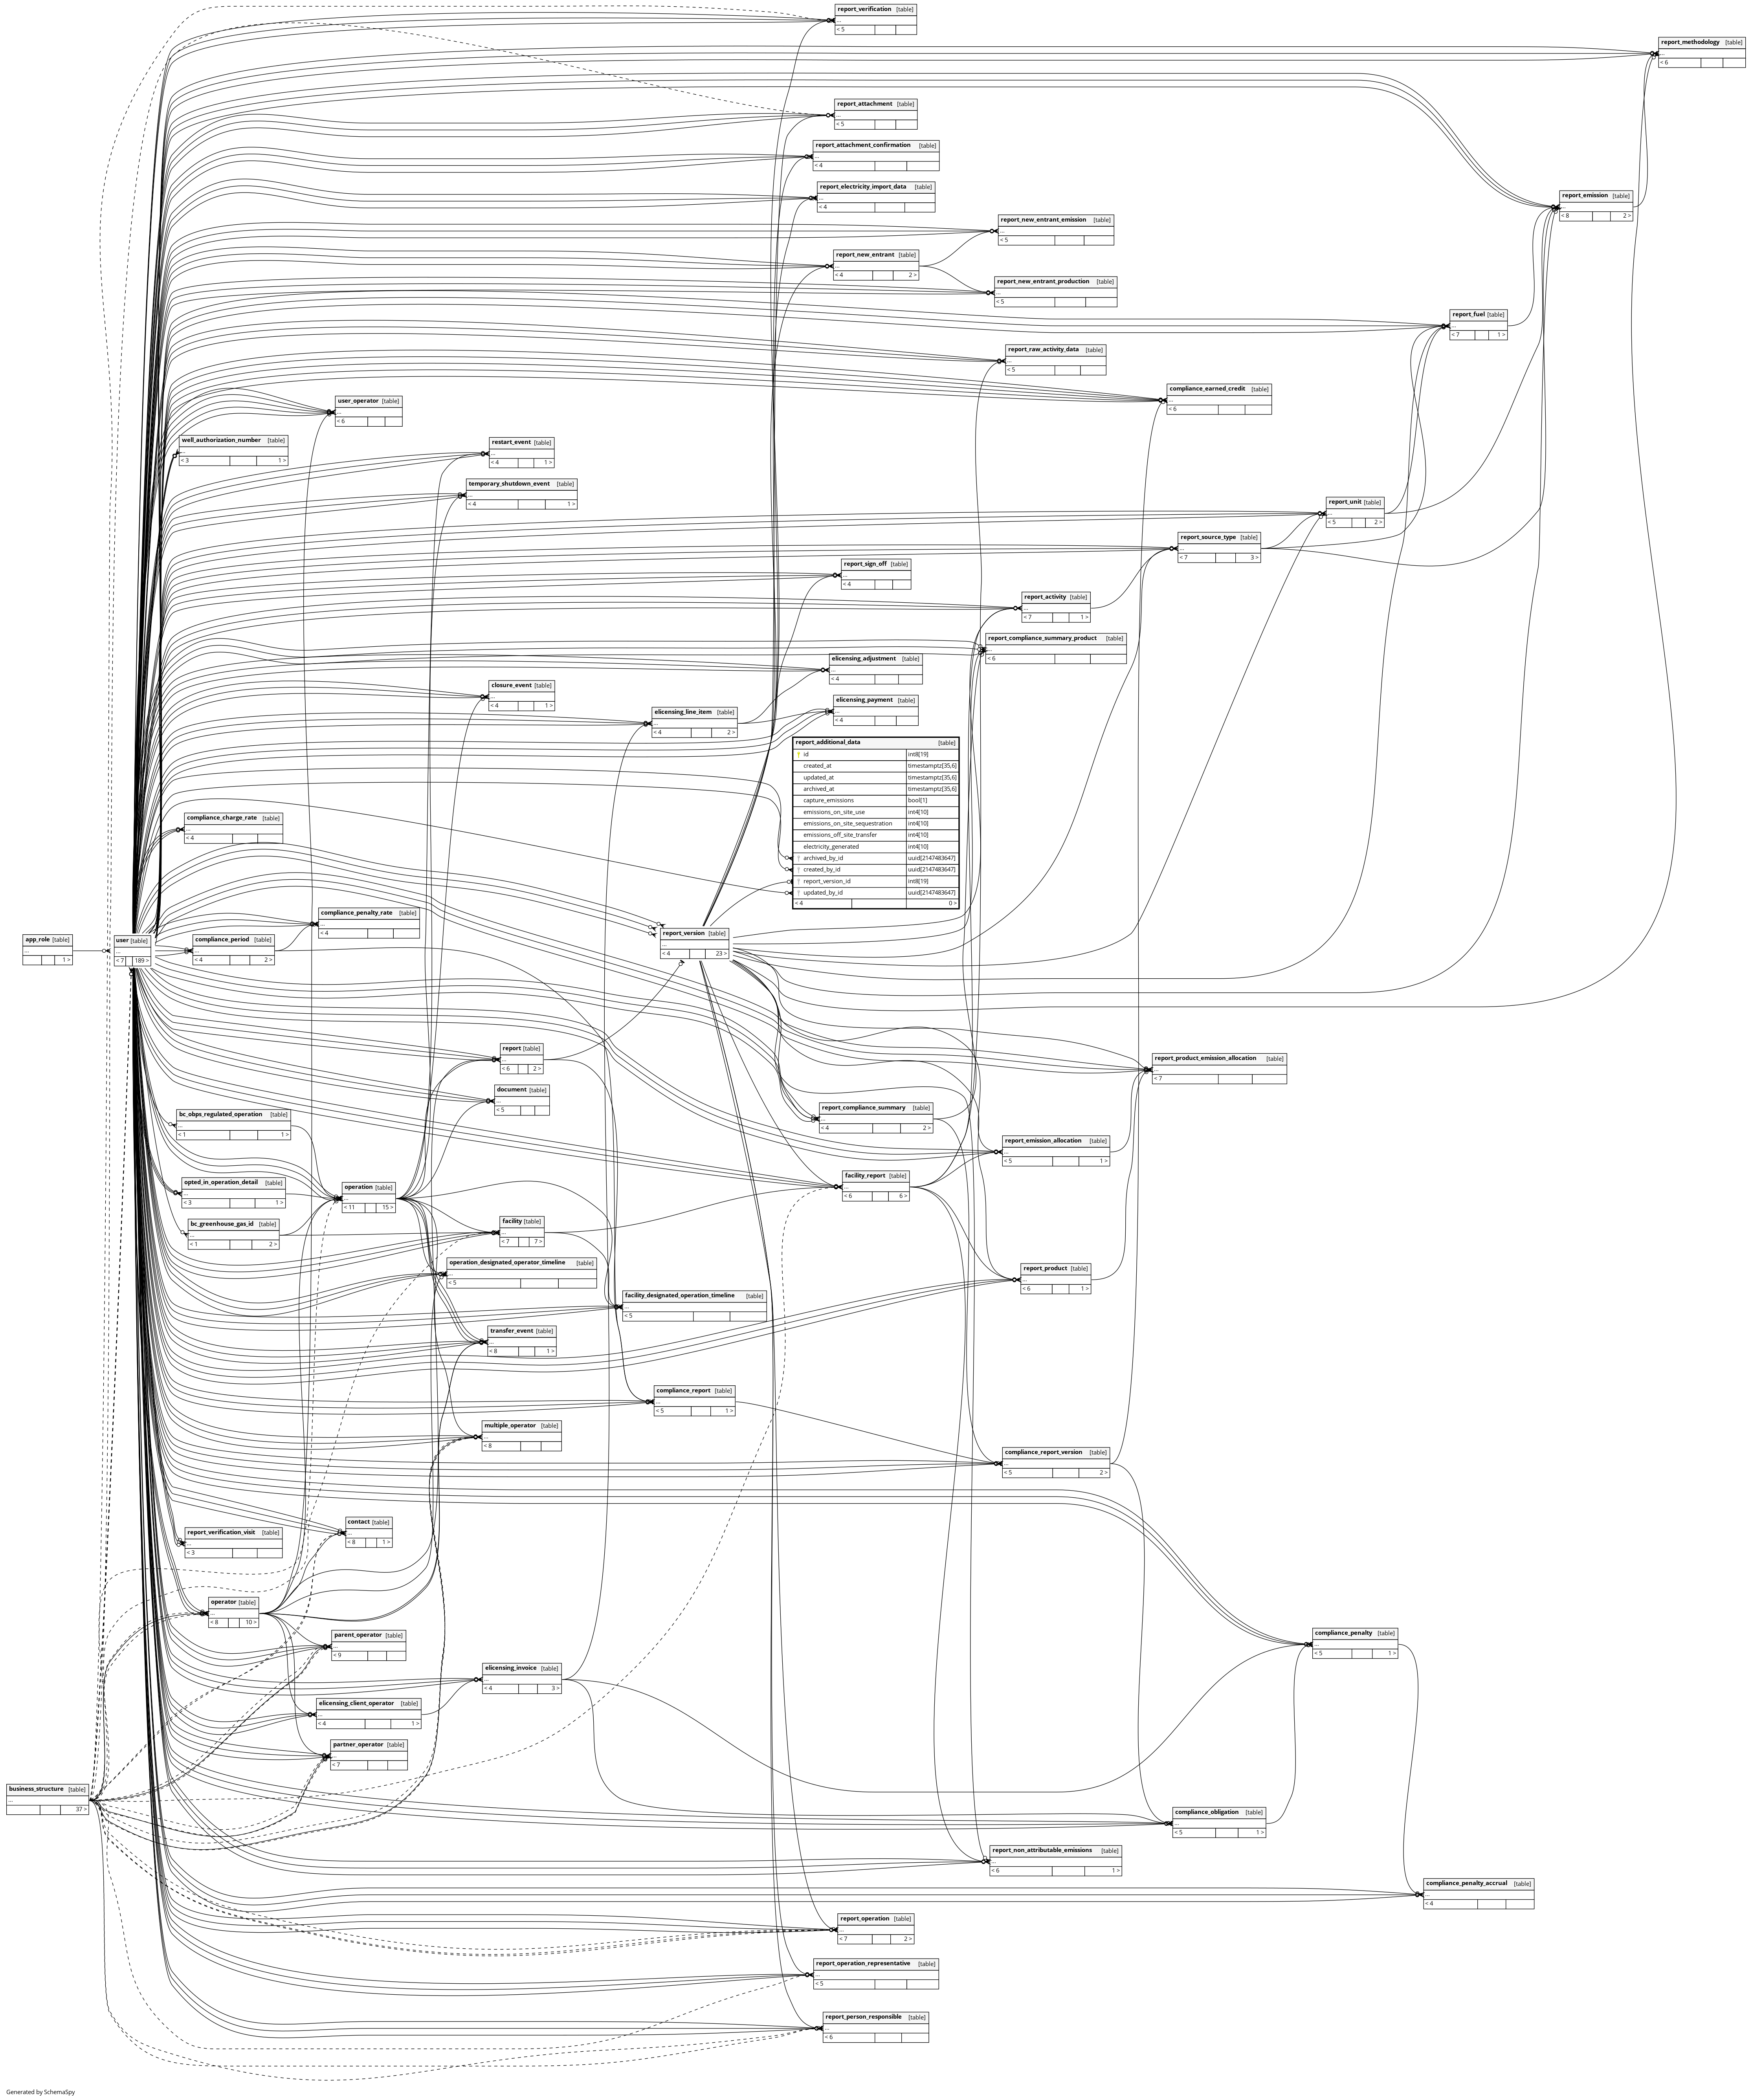 report_verification [table]
...
< 5
report_methodology [table]
...
< 6
report_attachment [table]
...
< 5
report_attachment_confirmation [table]
...
< 4
report_electricity_import_data [table]
...
< 4
report_emission [table]
...
< 8 2 >
report_new_entrant_emission [table]
...
< 5
report_new_entrant [table]
...
< 4 2 >
report_new_entrant_production [table]
...
< 5
report_fuel [table]
...
< 7 1 >
report_raw_activity_data [table]
...
< 5
compliance_earned_credit [table]
...
< 6
user_operator [table]
...
< 6
well_authorization_number [table]
...
< 3 1 >
restart_event [table]
...
< 4 1 >
temporary_shutdown_event [table]
...
< 4 1 >
report_unit [table]
...
< 5 2 >
report_source_type [table]
...
< 7 3 >
report_sign_off [table]
...
< 4
report_activity [table]
...
< 7 1 >
report_compliance_summary_product [table]
...
< 6
elicensing_adjustment [table]
...
< 4
closure_event [table]
...
< 4 1 >
elicensing_payment [table]
...
< 4
elicensing_line_item [table]
...
< 4 2 >
report_additional_data [table]
id int8[19]
created_at timestamptz[35,6]
updated_at timestamptz[35,6]
archived_at timestamptz[35,6]
capture_emissions bool[1]
emissions_on_site_use int4[10]
emissions_on_site_sequestration int4[10]
emissions_off_site_transfer int4[10]
electricity_generated int4[10]
archived_by_id uuid[2147483647]
created_by_id uuid[2147483647]
report_version_id int8[19]
updated_by_id uuid[2147483647]
< 4 0 >
compliance_charge_rate [table]
...
< 4
compliance_penalty_rate [table]
...
< 4
report_version [table]
...
< 4 23 >
app_role [table]
...
1 >
user [table]
...
< 7 189 >
compliance_period [table]
...
< 4 2 >
report [table]
...
< 6 2 >
report_product_emission_allocation [table]
...
< 7
document [table]
...
< 5
report_compliance_summary [table]
...
< 4 2 >
bc_obps_regulated_operation [table]
...
< 1 1 >
report_emission_allocation [table]
...
< 5 1 >
facility_report [table]
...
< 6 6 >
opted_in_operation_detail [table]
...
< 3 1 >
operation [table]
...
< 11 15 >
bc_greenhouse_gas_id [table]
...
< 1 2 >
facility [table]
...
< 7 7 >
operation_designated_operator_timeline [table]
...
< 5
report_product [table]
...
< 6 1 >
facility_designated_operation_timeline [table]
...
< 5
transfer_event [table]
...
< 8 1 >
compliance_report [table]
...
< 5 1 >
multiple_operator [table]
...
< 8
compliance_report_version [table]
...
< 5 2 >
contact [table]
...
< 8 1 >
report_verification_visit [table]
...
< 3
operator [table]
...
< 8 10 >
parent_operator [table]
...
< 9
compliance_penalty [table]
...
< 5 1 >
elicensing_invoice [table]
...
< 4 3 >
elicensing_client_operator [table]
...
< 4 1 >
partner_operator [table]
...
< 7
business_structure [table]
...
37 >
compliance_obligation [table]
...
< 5 1 >
report_non_attributable_emissions [table]
...
< 6 1 >
compliance_penalty_accrual [table]
...
< 4
report_operation [table]
...
< 7 2 >
report_operation_representative [table]
...
< 5
report_person_responsible [table]
...
< 6
Generated by SchemaSpy